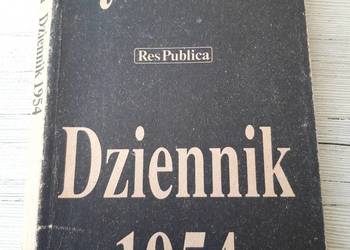 Res Publica
Dziennik
1954
Dziennik 1954